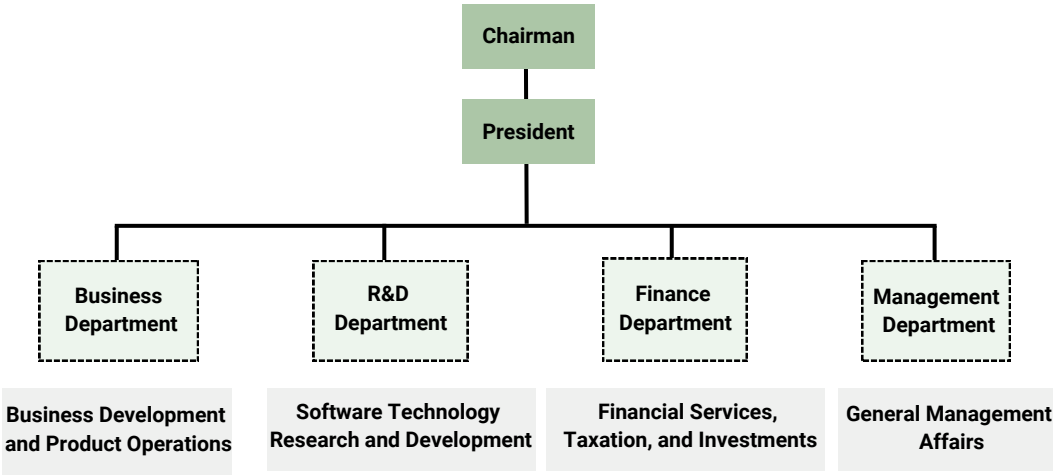 Chairman
President
Business
Department
R&D
Department
Finance
Department
Management
Department
Business Development
and Product Operations
Software Technology
Research and Development
Financial Services,
Taxation, and Investments
General Management
Affairs